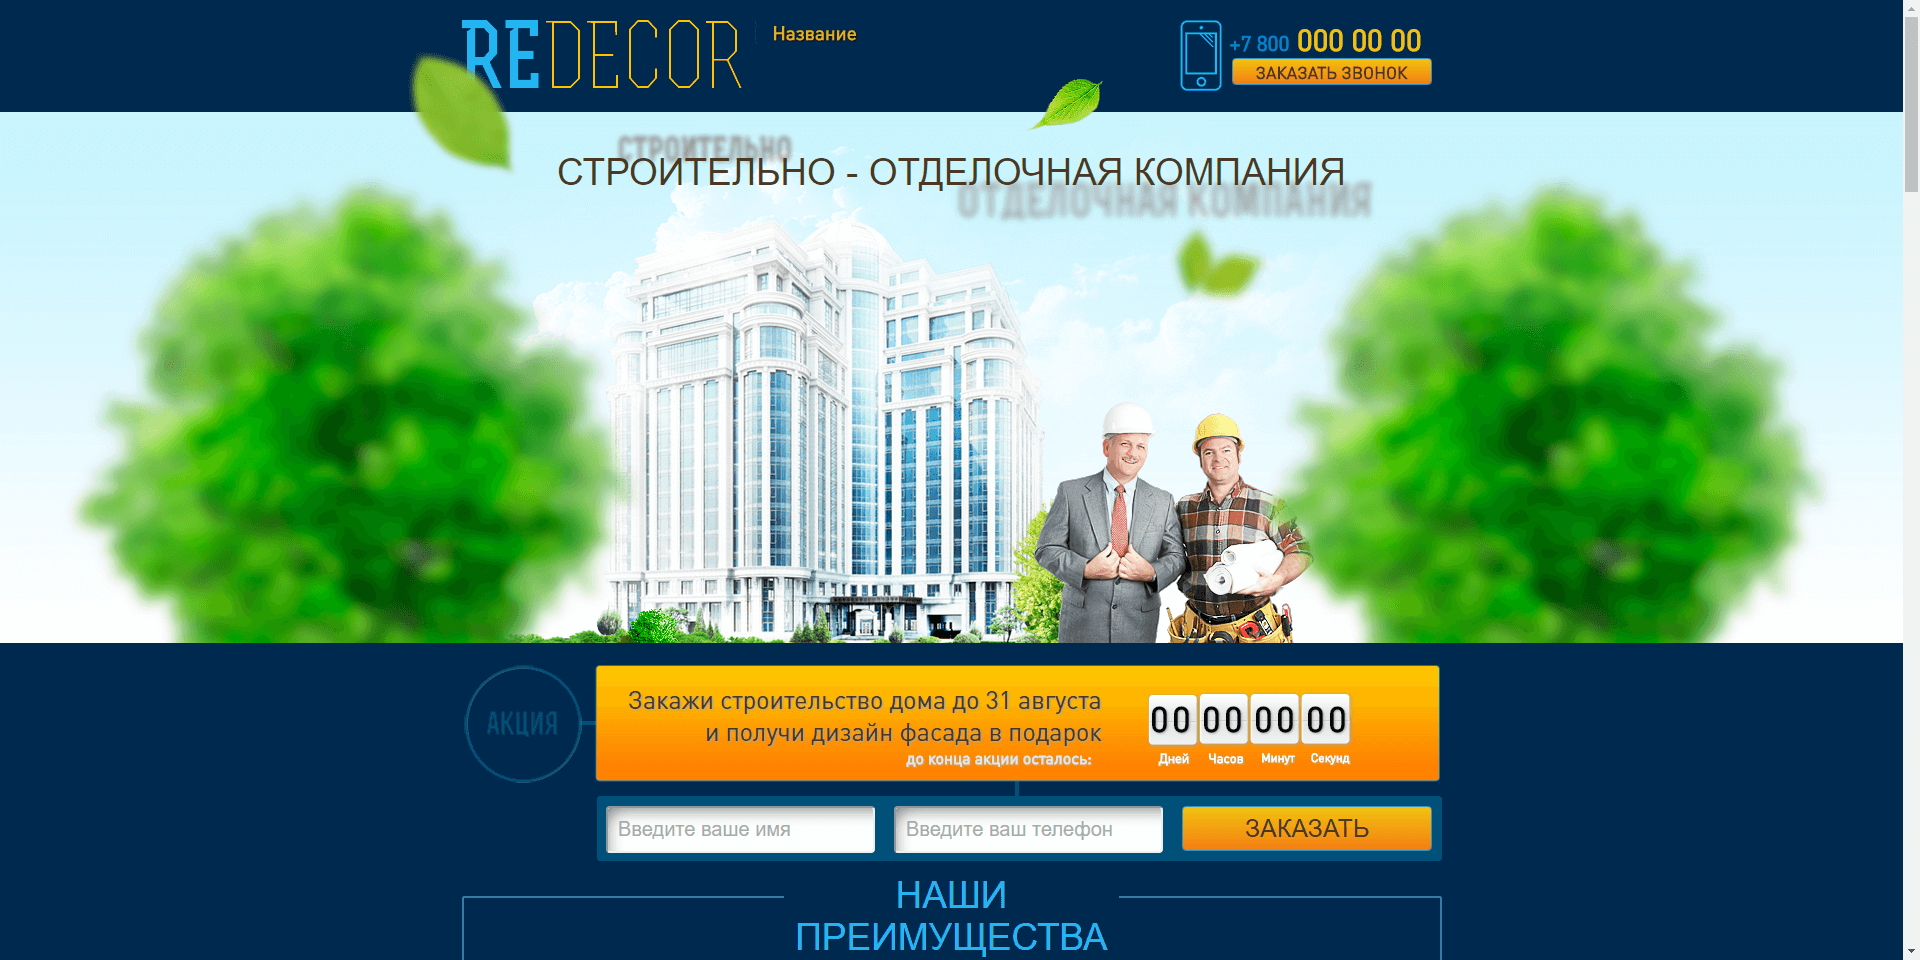 REDECOR
Название
+7 800 000 00 00
ЗАКАЗАТЬ ЗВОНОК
СТРОИТЕЛЬНО
СТРОИТЕЛЬНО - ОТДЕЛОЧНАЯ КОМПАНИЯ
ОТДЕЛОЧНАЯ КОМПАНИЯ
АКЦИЯ
Закажи строительство дома до 31 августа
и получи дизайн фасада в подарок
до конца акции осталось:
00 00 00 00
Дней Часов Минут Секунд
Введите ваше имя
Введите ваш телефон
ЗАКАЗАТЬ
НАШИ
ПРЕИМУЩЕСТВА